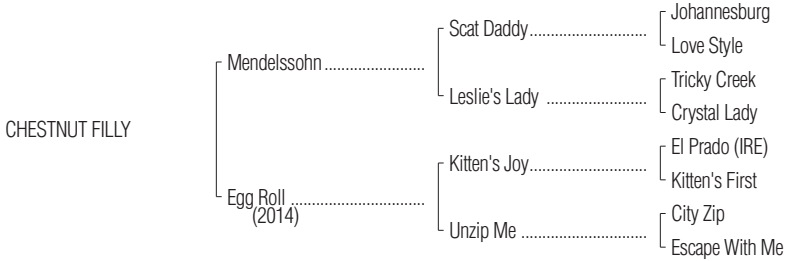 Johannesburg
Scat Daddy
Love Style
Mendelssohn
Tricky Creek
Leslie's Lady
Crystal Lady
CHESTNUT FILLY
El Prado (IRE)
Kitten's Joy
Kitten's First
Egg Roll
(2014)
City Zip
Unzip Me
Escape With Me